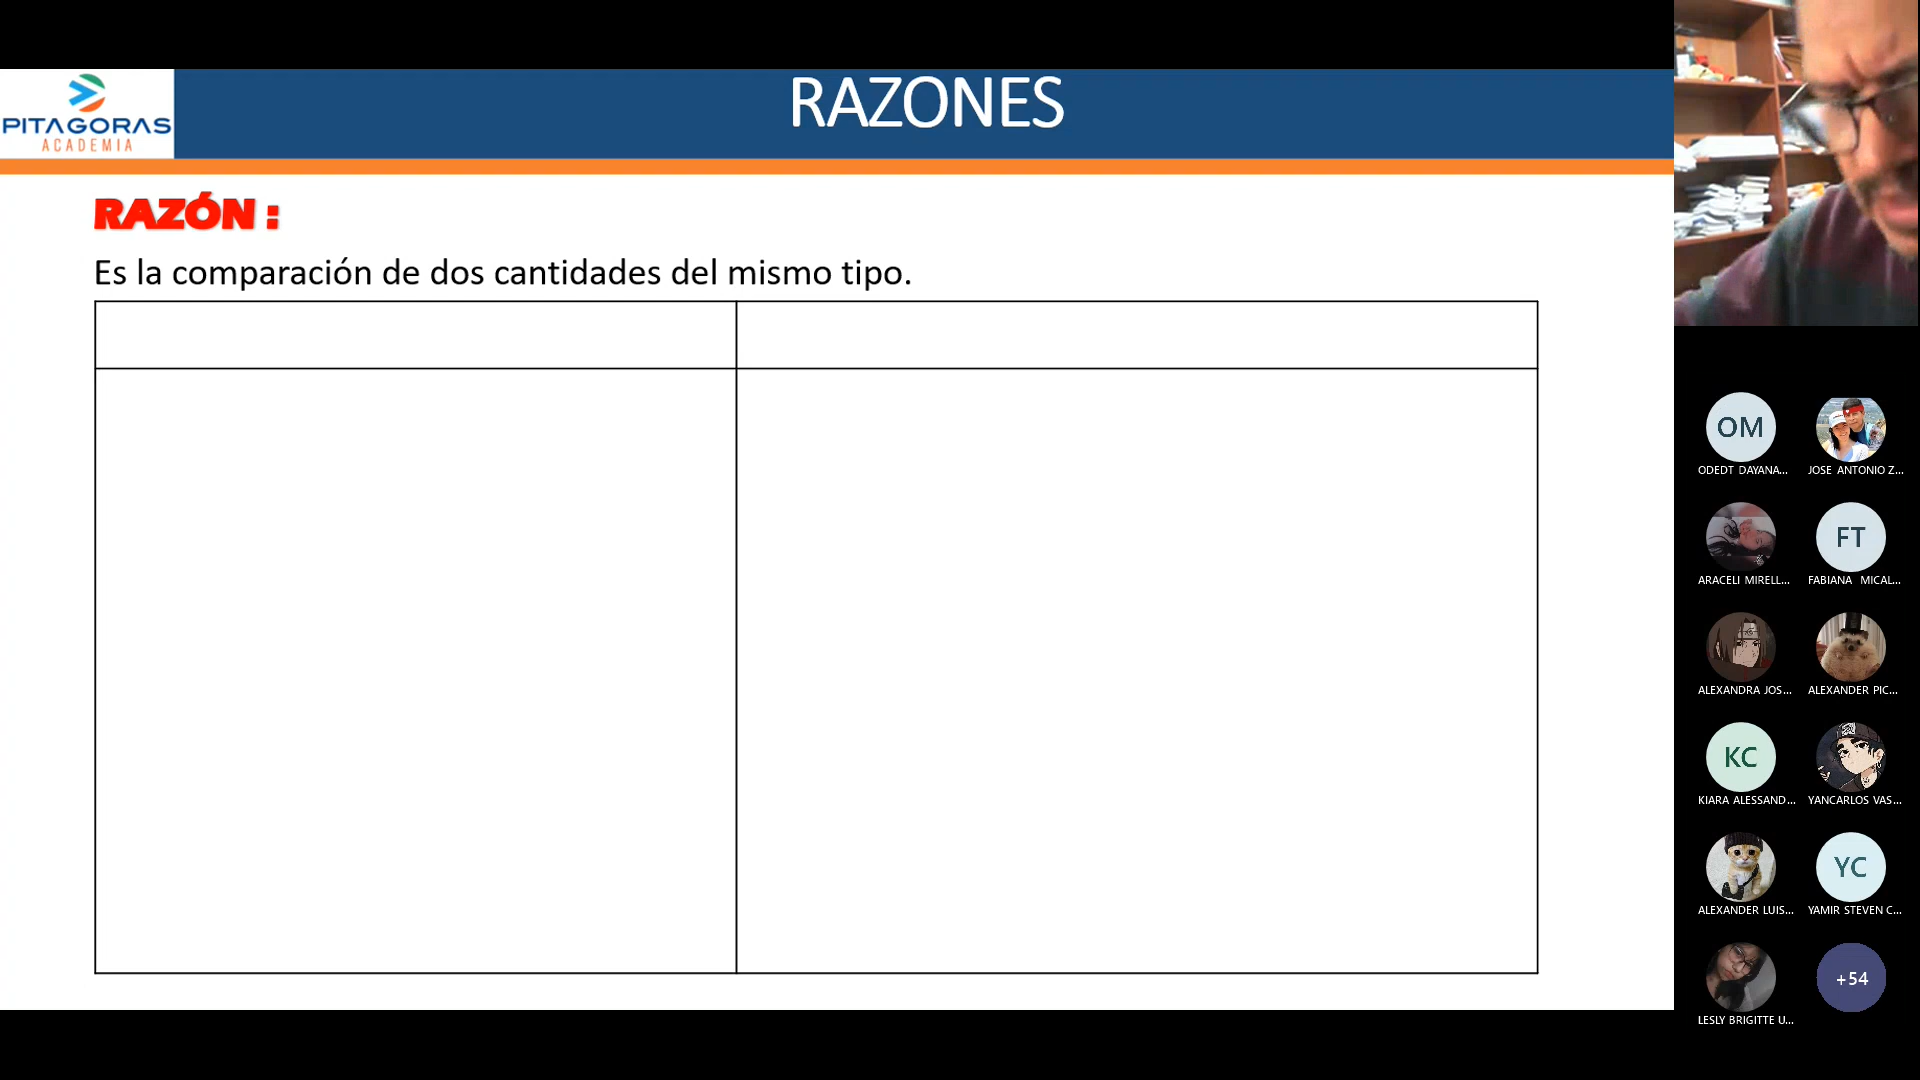 PITAGORAS
ACADEMIA
RAZONES
RAZÓN :
Es la comparación de dos cantidades del mismo tipo.
OM
ODEDT DAYANA...
JOSE ANTONIO Z...
ARACELI MIRELL...
FT
FABIANA MICAL...
ALEXANDRA JOS...
ALEXANDER PIC...
KC
KIARA ALESSAND...
YANCARLOS VAS...
ALEXANDER LUIS...
YC
YAMIR STEVEN C...
LESLY BRIGITTE U...
+54